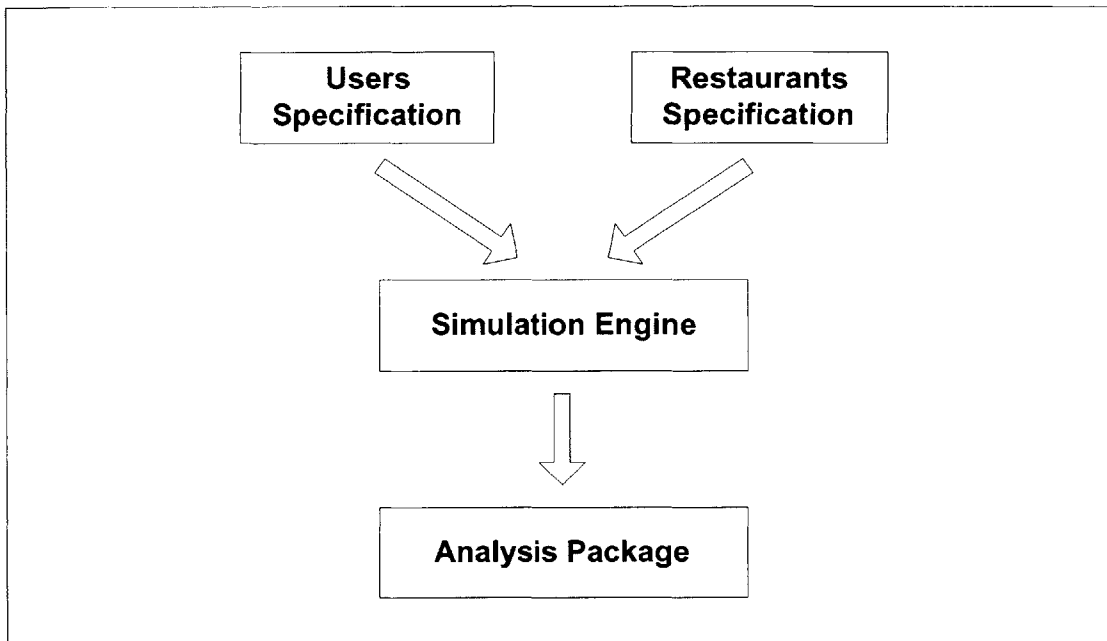 Users
Specification
Restaurants
Specification
Simulation Engine
Analysis Package